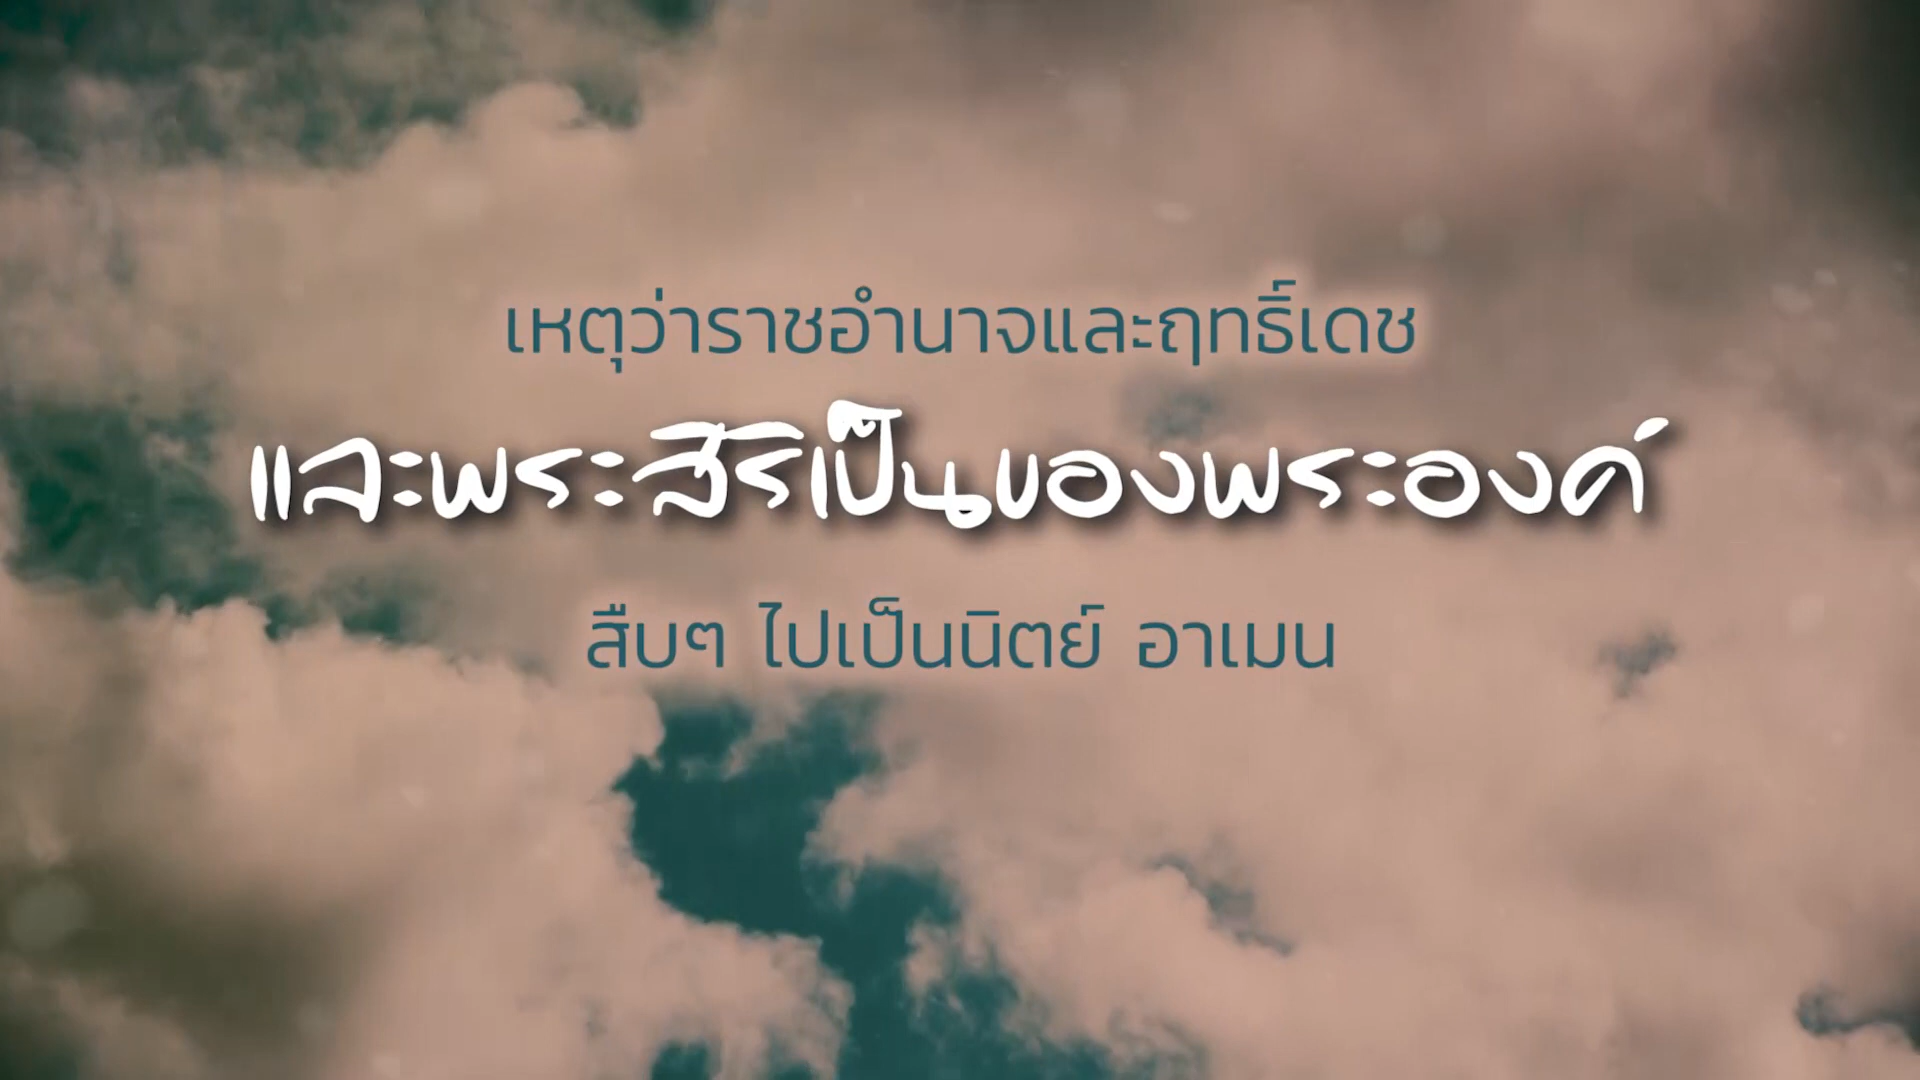 เหตุว่าราชอำนาจและฤทธิ์เดช
และพระสิริเป็นของพระองค์
สืบๆ ไปเป็นนิตย์ อาเมน